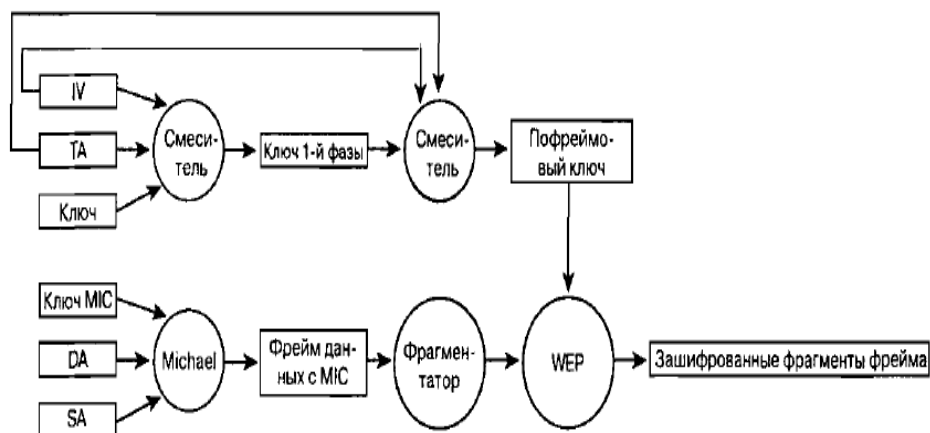 IV
TA
Ключ
Смеси-
тель
Ключ 1-й фазы
Смеси-
тель
Пофреймо-
вый ключ
Ключ MIC
DA
SA
Michael
Фрейм дан-
ных с MIC
Фрагмен-
татор
WEP
Зашифрованные фрагменты фрейма